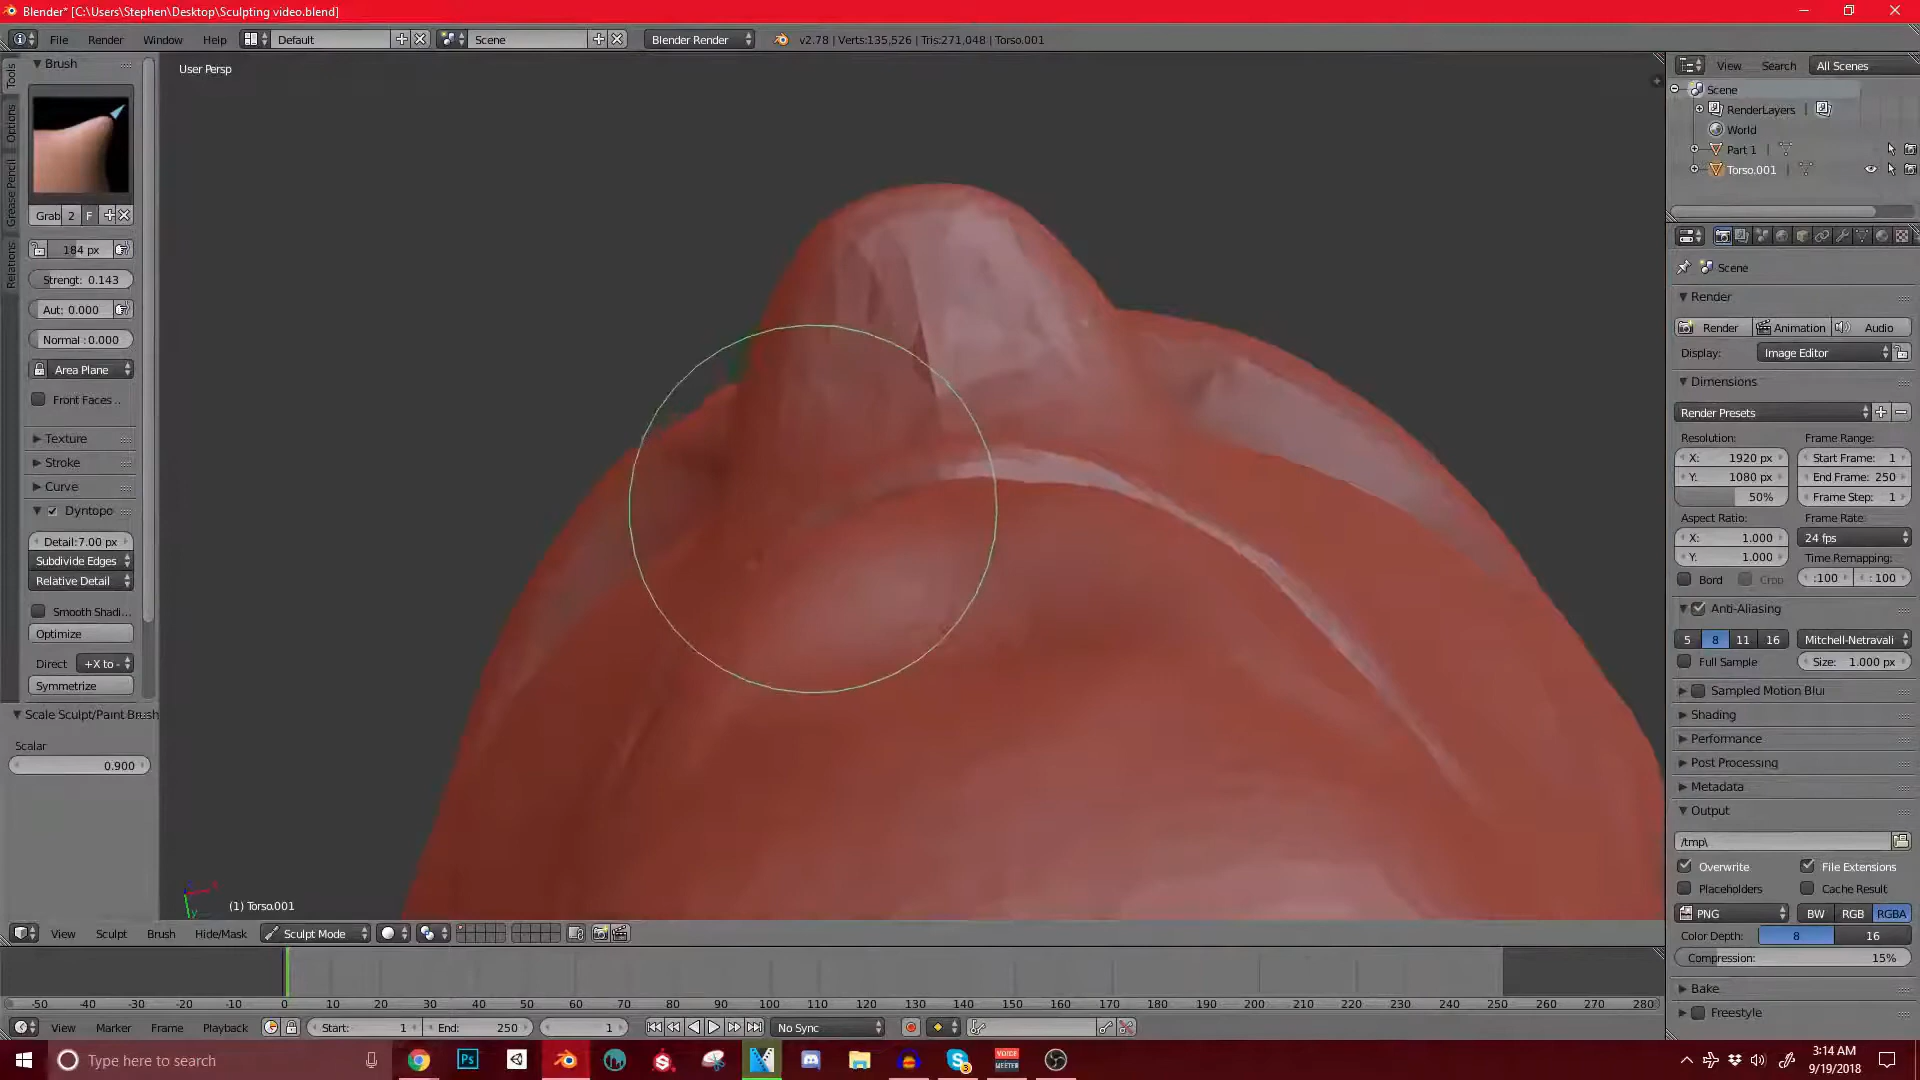 Blender* [C:\Users\Stephen\Desktop\Sculpting video.blend]
File Render Window Help Default Scene Blender Render v2.78 | Verts:135,526 | Tris:271,048 | Torso.001
Tools
Options
Grease Pencil
Relations
Brush
Grab 2 F
184 px
Strengt: 0.143
Aut: 0.000
Normal : 0.000
Area Plane
Front Faces ..
Texture
Stroke
Curve
Dyntopo
Detail:7.00 px
Subdivide Edges
Relative Detail
Smooth Shadi...
Optimize
Direct +X to -
Symmetrize
Scale Sculpt/Paint Brush
Scalar
0.900
User Persp
(1) Torso.001
View Sculpt Brush Hide/Mask Sculpt Mode
-50 -40 -30 -20 -10 0 10 20 30 40 50 60 70 80 90 100 110 120 130 140 150 160 170 180 190 200 210 220 230 240 250 260 270 280
View Marker Frame Playback Start: 1 End: 250 1 No Sync
View Search All Scenes
Scene
RenderLayers
World
Part 1
Torso.001
Scene
Render
Render Animation Audio
Display: Image Editor
Dimensions
Render Presets
Resolution: Frame Range:
X: 1920 px Start Frame: 1
Y: 1080 px End Frame: 250
50% Frame Step: 1
Aspect Ratio: Frame Rate:
X: 1.000 24 fps
Y: 1.000 Time Remapping:
Bord Crop :100 : 100
Anti-Aliasing
5 8 11 16 Mitchell-Netravali
Full Sample Size: 1.000 px
Sampled Motion Blur
Shading
Performance
Post Processing
Metadata
Output
/tmp\
Overwrite File Extensions
Placeholders Cache Result
PNG BW RGB RGBA
Color Depth: 8 16
Compression: 15%
Bake
Freestyle
Type here to search
Ps
VOICE
MEETER
3:14 AM
9/19/2018